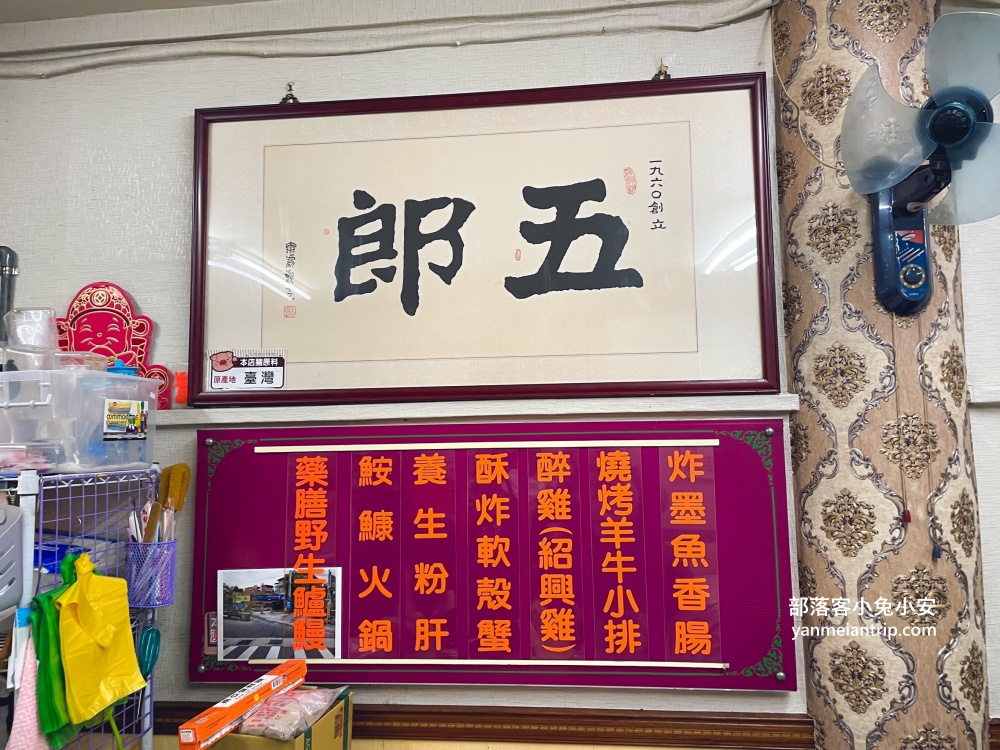 一九六〇創立
五郎
本店豬原料
原產地 臺灣
炸墨魚香腸
燒烤羊牛小排
醉雞(紹興雞)
酥炸軟殼蟹
養生粉肝
鮟鱇火鍋
藥膳野生鱸鰻
部落客小兔小安
yanmeiantrip.com